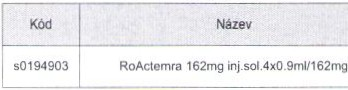 Kód Název
s0194903 RoActemra 162mg inj.sol.4x0.9ml/162mg